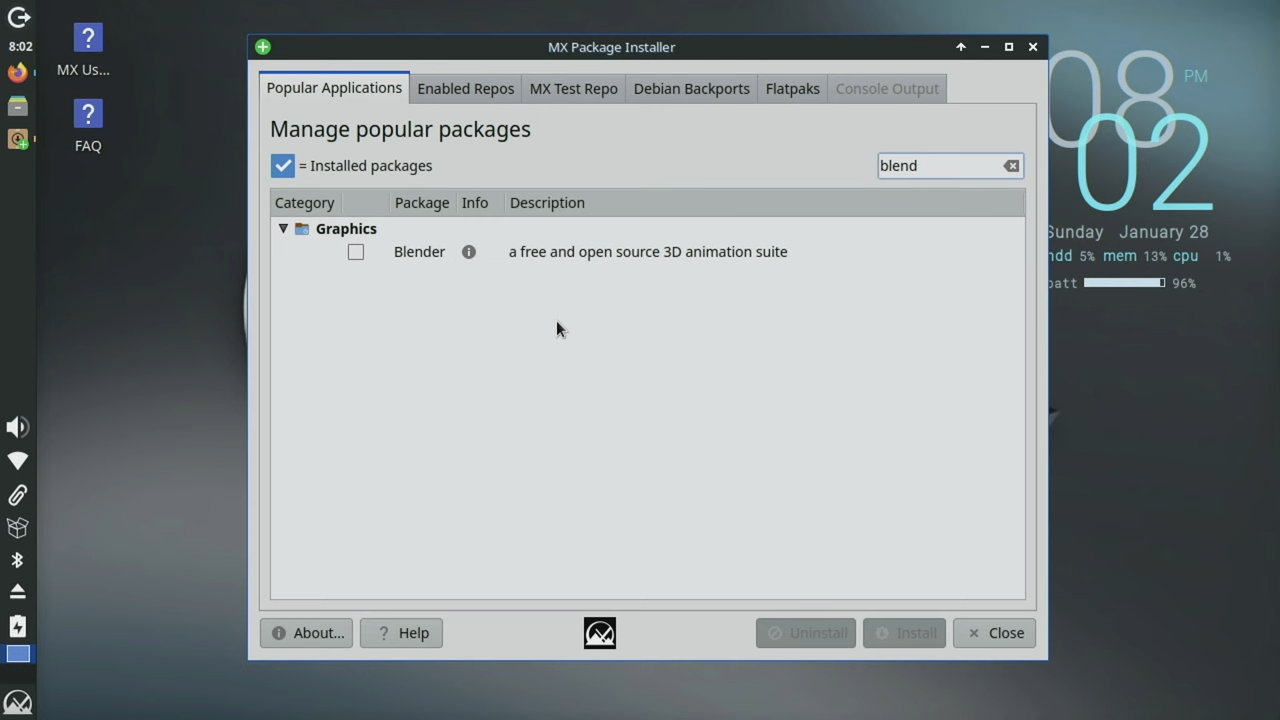 8:02
MX Us...
FAQ
MX Package Installer
Popular Applications
Enabled Repos
MX Test Repo
Debian Backports
Flatpaks
Console Output
Manage popular packages
= Installed packages
blend
Category
Package
Info
Description
Graphics
Blender
a free and open source 3D animation suite
About...
Help
Uninstall
Install
Close
08
PM
02
Sunday January 28
hdd 5% mem 13% cpu 1%
batt 96%